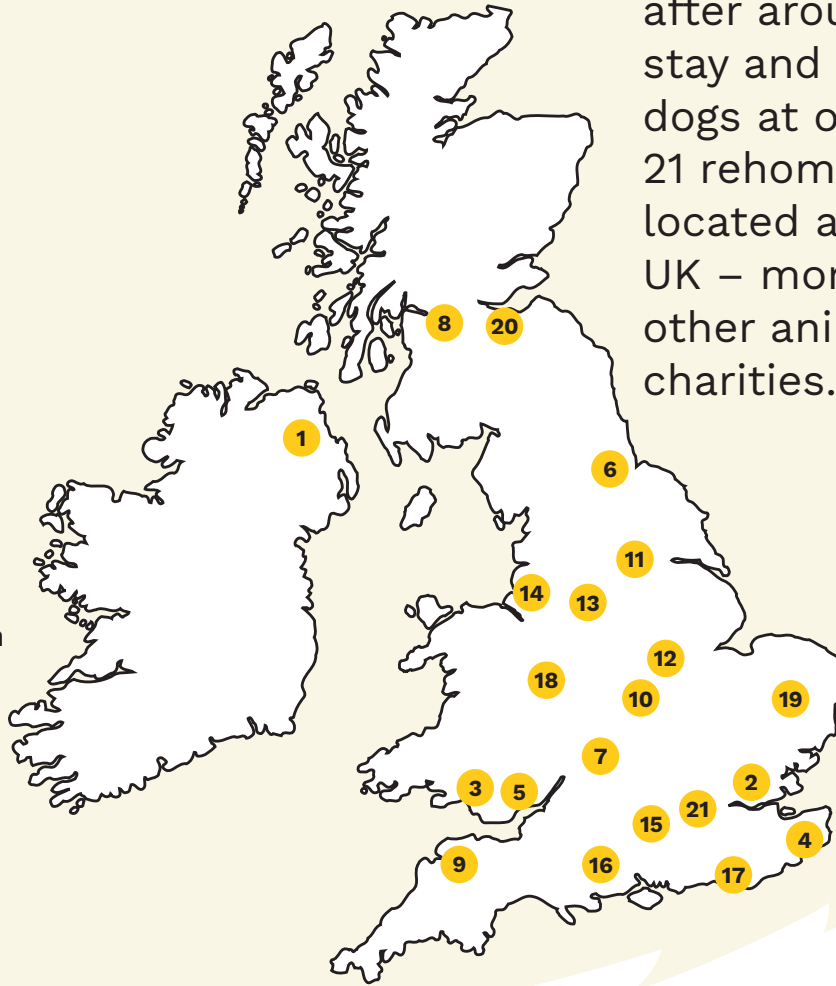 after arou
stay and
dogs at o
21 rehom
located a
UK – mor
other ani
charities.
8
20
1
6
11
14
13
12
18
10
19
7
3
5
2
21
15
4
9
16
17